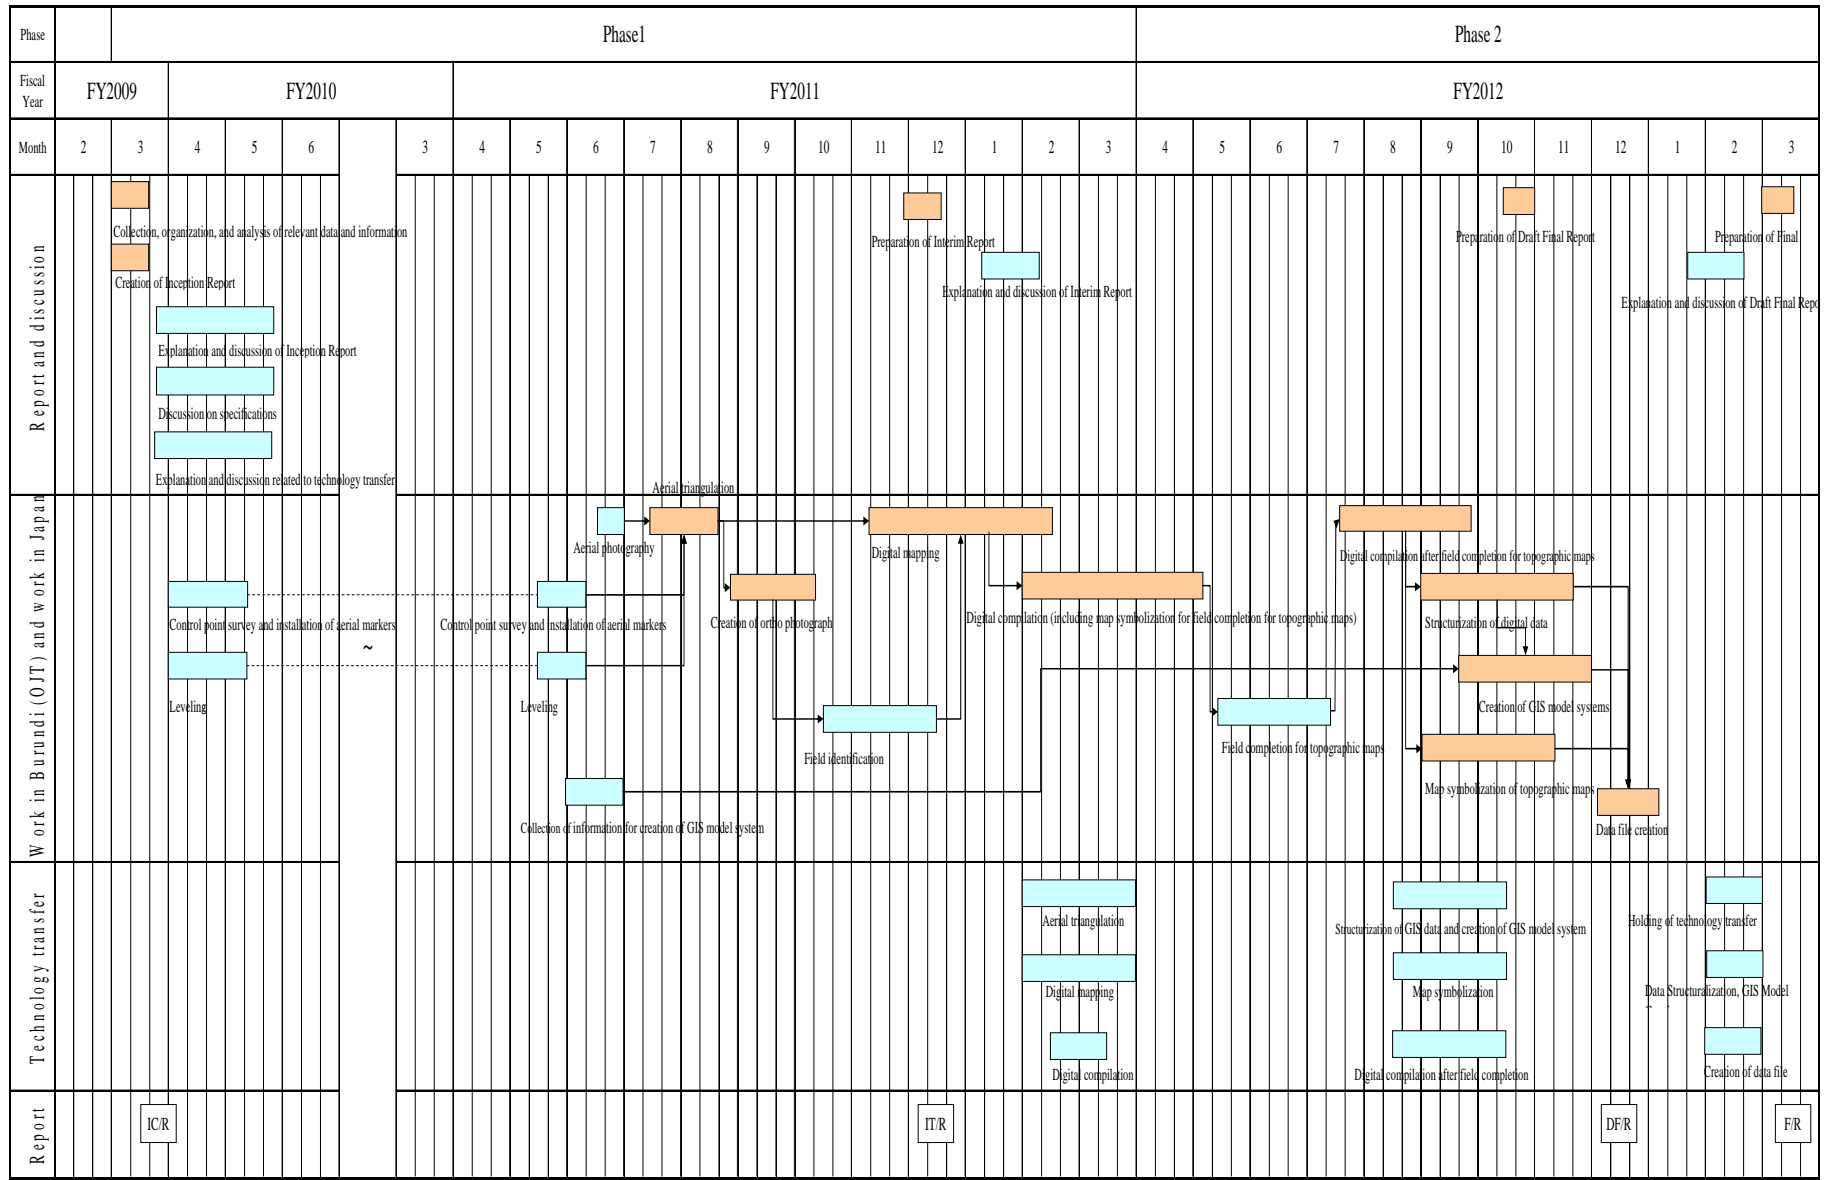 Phase
Phase1
Phase 2
Fiscal
Year
FY2009
FY2010
FY2011
FY2012
Month
2
3
4
5
6
3
4
5
6
7
8
9
10
11
12
1
2
3
4
5
6
7
8
9
10
11
12
1
2
3
Report and discussion
Collection, organization, and analysis of relevant data and information
Creation of Inception Report
Explanation and discussion of Inception Report
Discussion on specifications
Explanation and discussion related to technology transfer
Preparation of Interim Report
Explanation and discussion of Interim Report
Preparation of Draft Final Report
Preparation of Final
Explanation and discussion of Draft Final Repo
Work in Burundi (OJT) and work in Japan
Aerial triangulation
Aerial photography
Digital mapping
Digital compilation after field completion for topographic maps
Control point survey and installation of aerial markers
Control point survey and installation of aerial markers
Creation of ortho photograph
Digital compilation (including map symbolization for field completion for topographic maps)
Structurization of digital data
~
Leveling
Leveling
Creation of GIS model systems
Field identification
Field completion for topographic maps
Map symbolization of topographic maps
Collection of information for creation of GIS model system
Data file creation
Technology transfer
Aerial triangulation
Structurization of GIS data and creation of GIS model system
Holding of technology transfer
Digital mapping
Map symbolization
Data Structuralization, GIS Model
Digital compilation
Digital compilation after field completion
Creation of data file
Report
IC/R
IT/R
DF/R
F/R